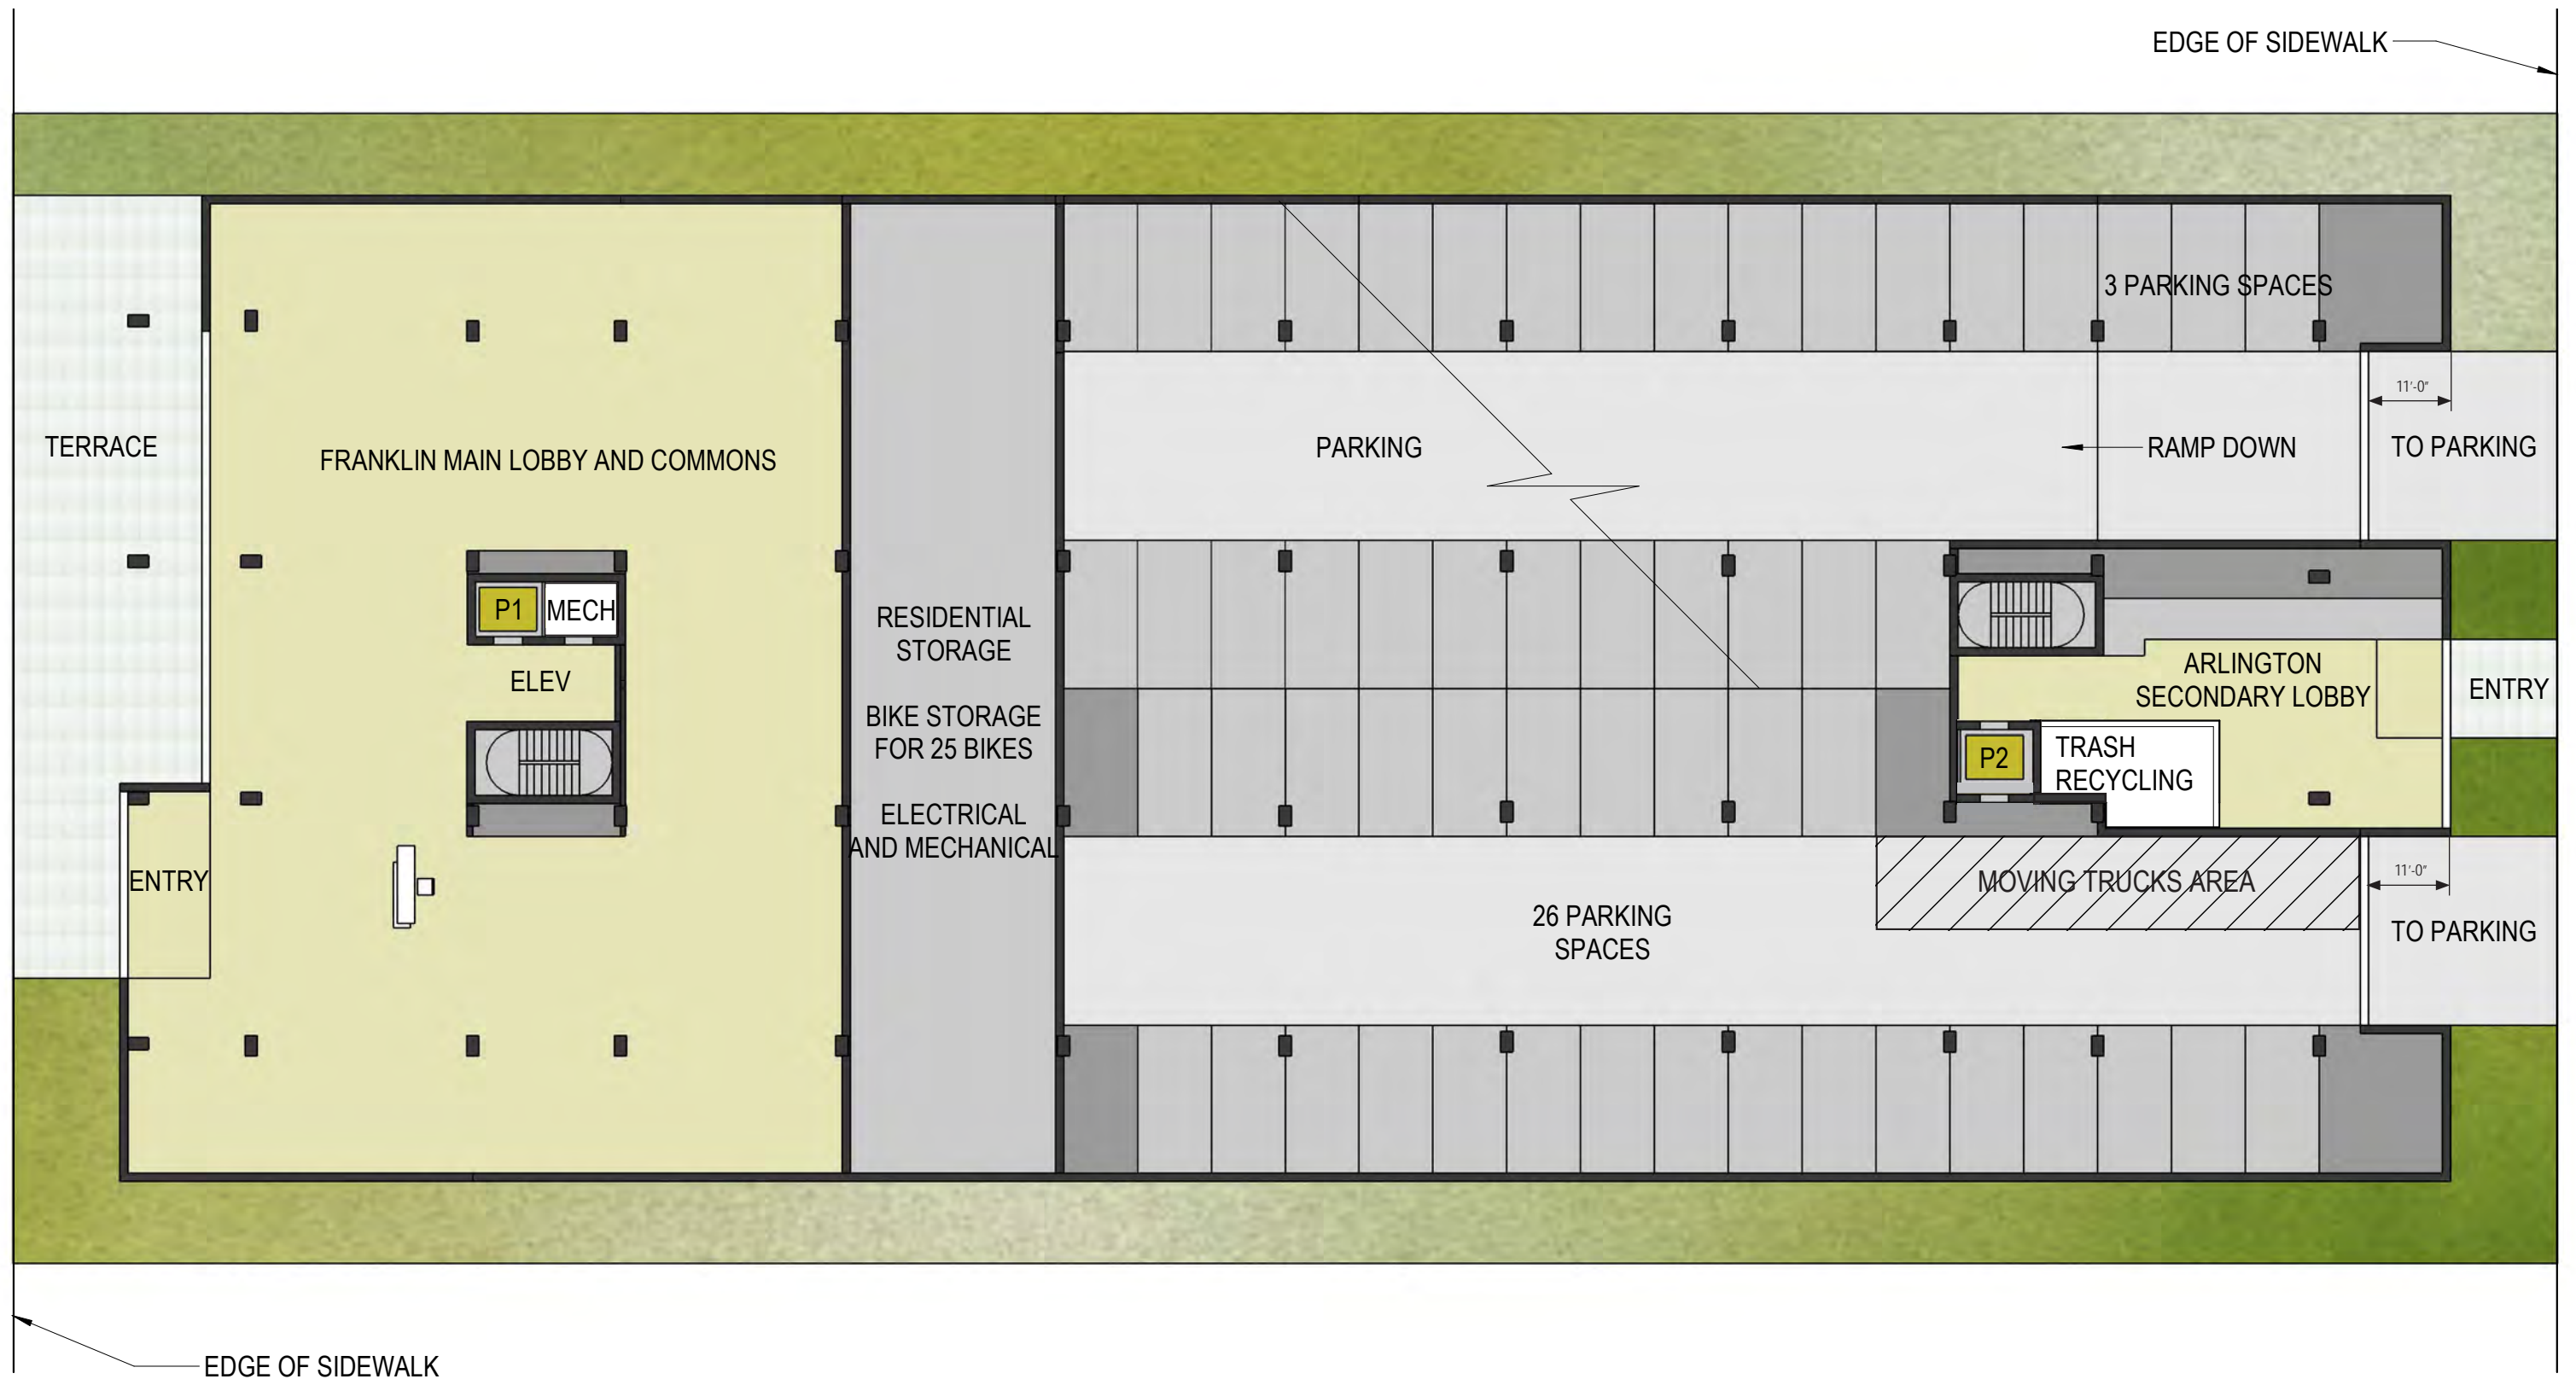 EDGE OF SIDEWALK
3 PARKING SPACES
11'-0"
TERRACE
FRANKLIN MAIN LOBBY AND COMMONS
PARKING
RAMP DOWN
TO PARKING
P1
MECH
ELEV
RESIDENTIAL
STORAGE
BIKE STORAGE
FOR 25 BIKES
ELECTRICAL
AND MECHANICAL
ARLINGTON
SECONDARY LOBBY
ENTRY
P2
TRASH
RECYCLING
ENTRY
MOVING TRUCKS AREA
11'-0"
26 PARKING
SPACES
TO PARKING
EDGE OF SIDEWALK